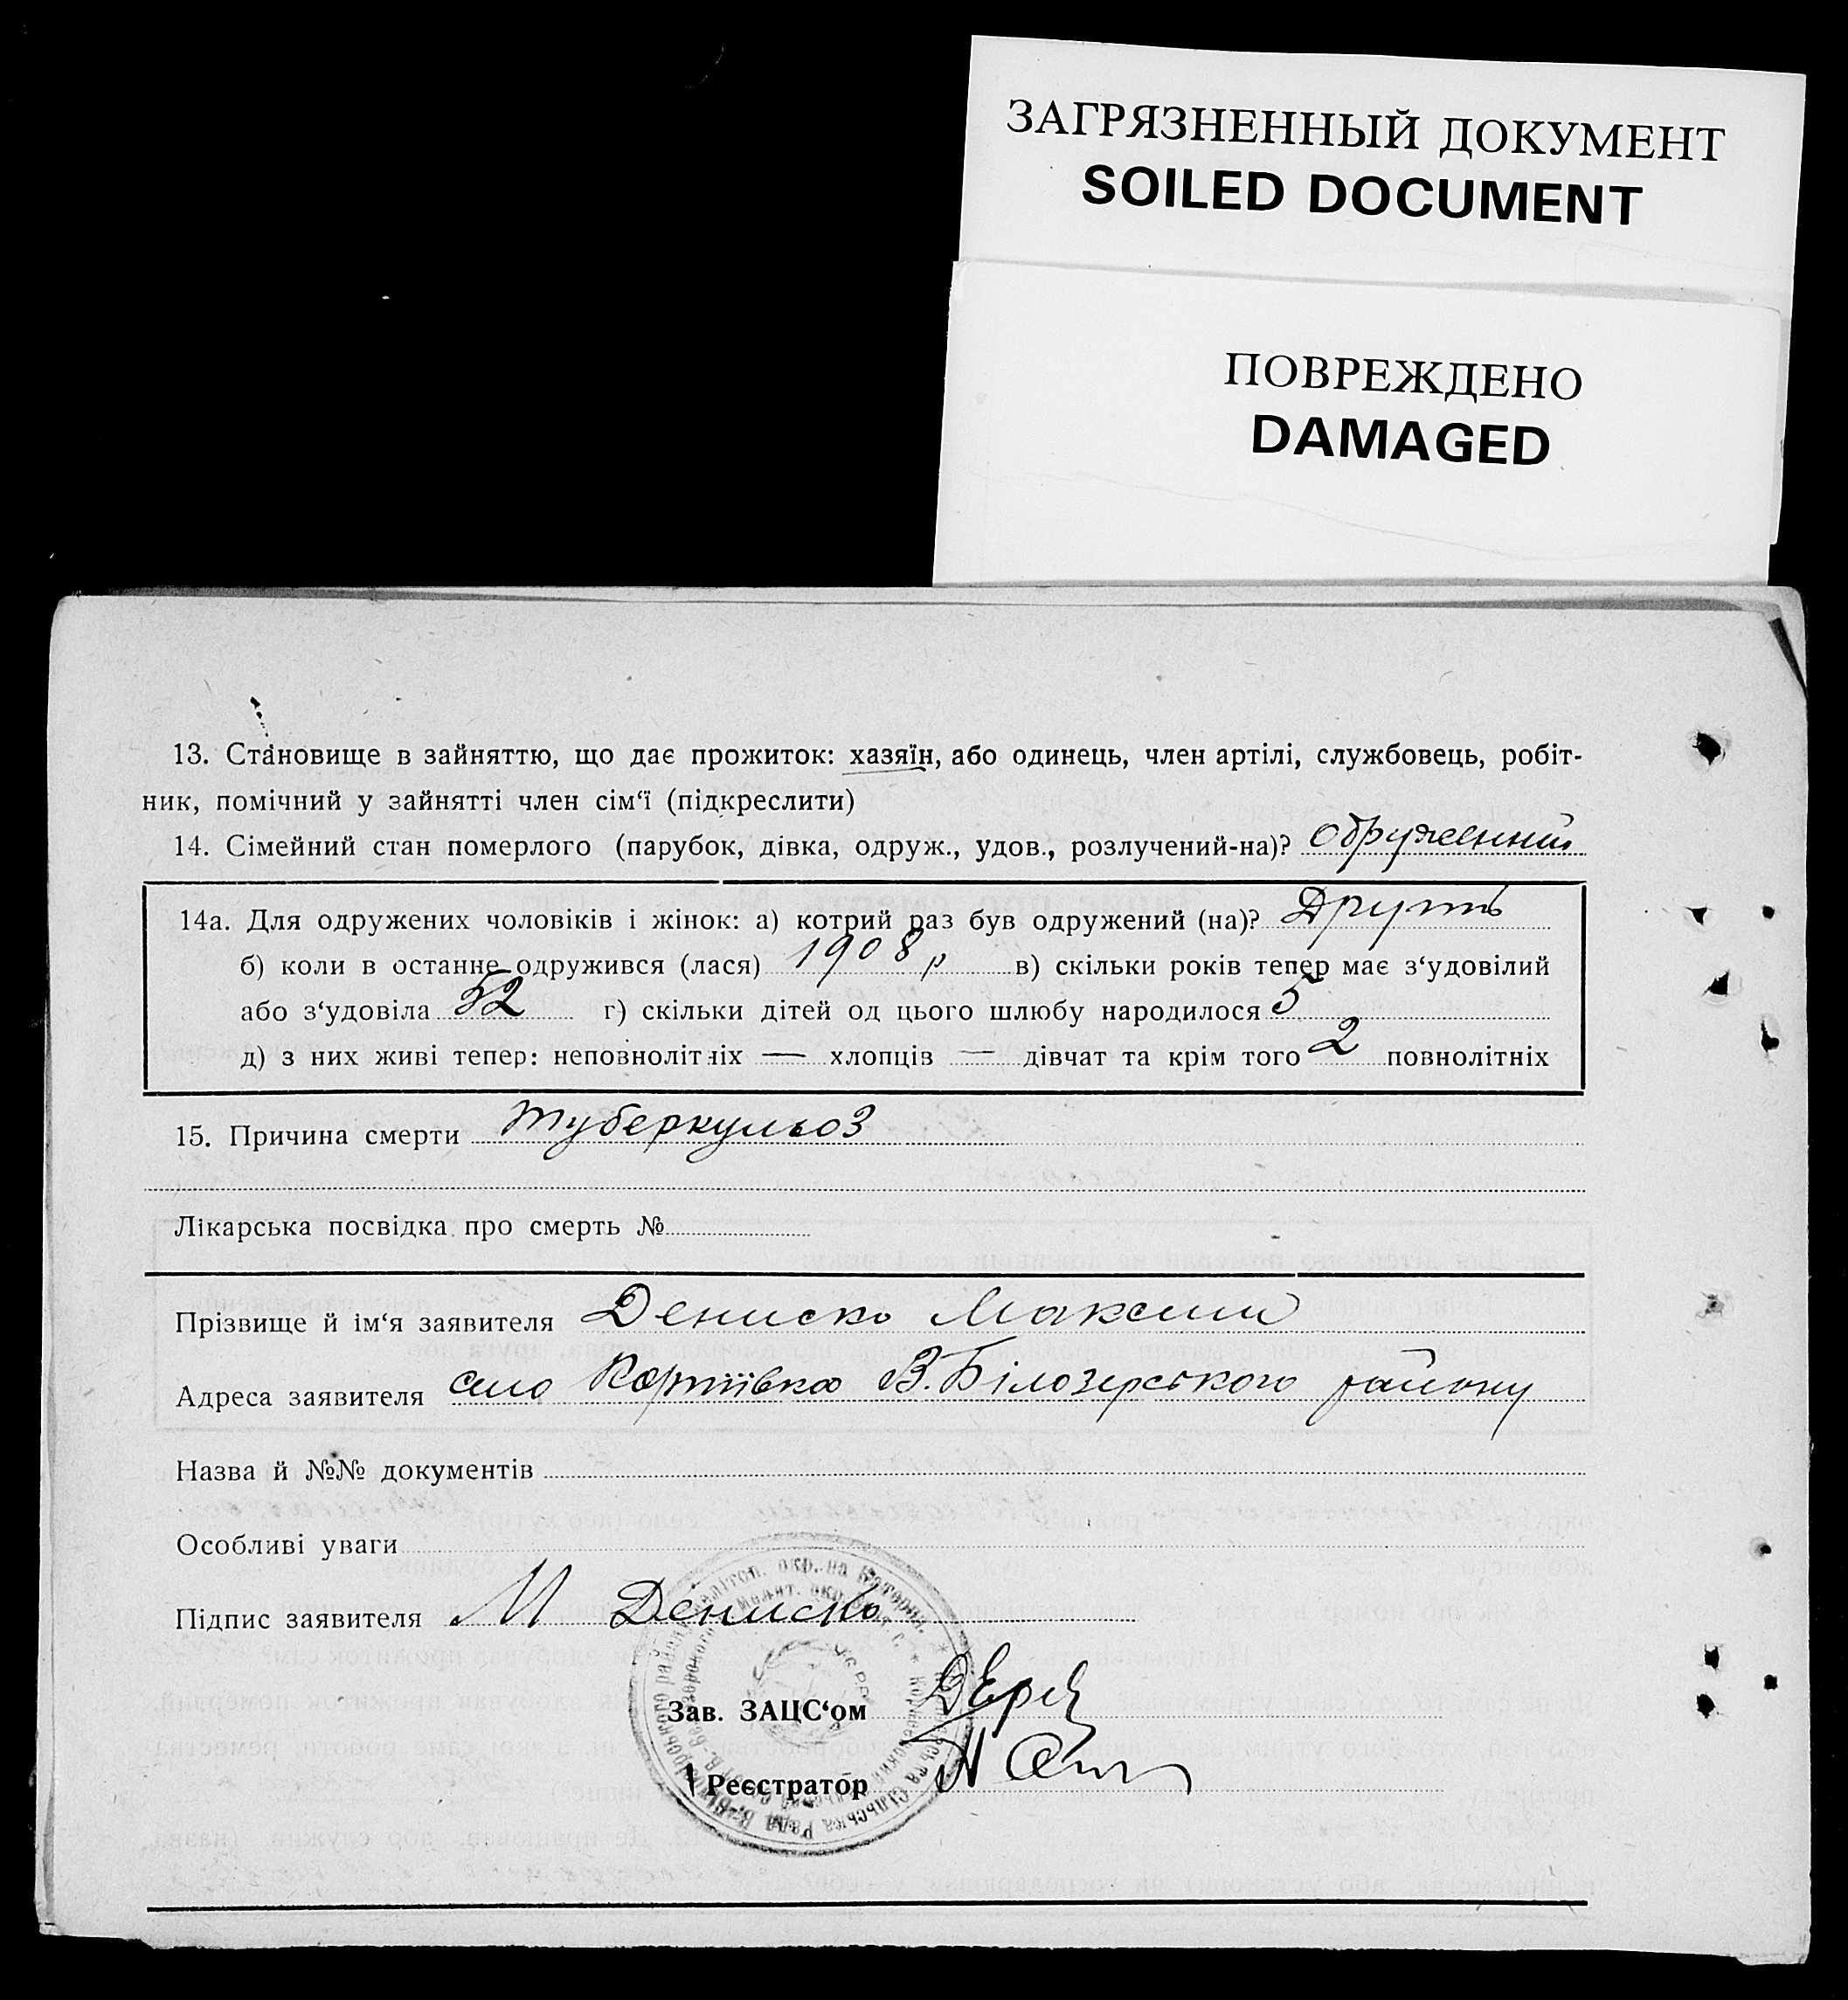 ЗАГРЯЗНЕННЫЙ ДОКУМЕНТ
SOILED DOCUMENT
ПОВРЕЖДЕНО
DAMAGED
13. Становище в зайняттю, що дає прожиток: хазяїн, або одинець, член артілі, службовець, робіт-
ник, помічний у зайнятті член сім‘ї (підкреслити)
14. Сімейний стан померлого (парубок, дівка, одруж., удов., розлучений-на)?
14а. Для одружених чоловіків і жінок: а) котрий раз був одружений (на)?
б) коли в останнє одружився (лася) 1908 р в) скільки років тепер має з‘удовілий
або з‘удовіла 52 г) скільки дітей од цього шлюбу народилося 5
д) з них живі тепер: неповнолітніх — хлопців — дівчат та крім того 2 повнолітніх
15. Причина смерти туберкульоз
Лікарська посвідка про смерть №
Прізвище й ім‘я заявителя Дениско Максим
Адреса заявителя село В. Білозерського району
Назва й №№ документів
Особливі уваги
Підпис заявителя М Дениско
УСРР
Зав. ЗАЦС‘ом
Реєстратор